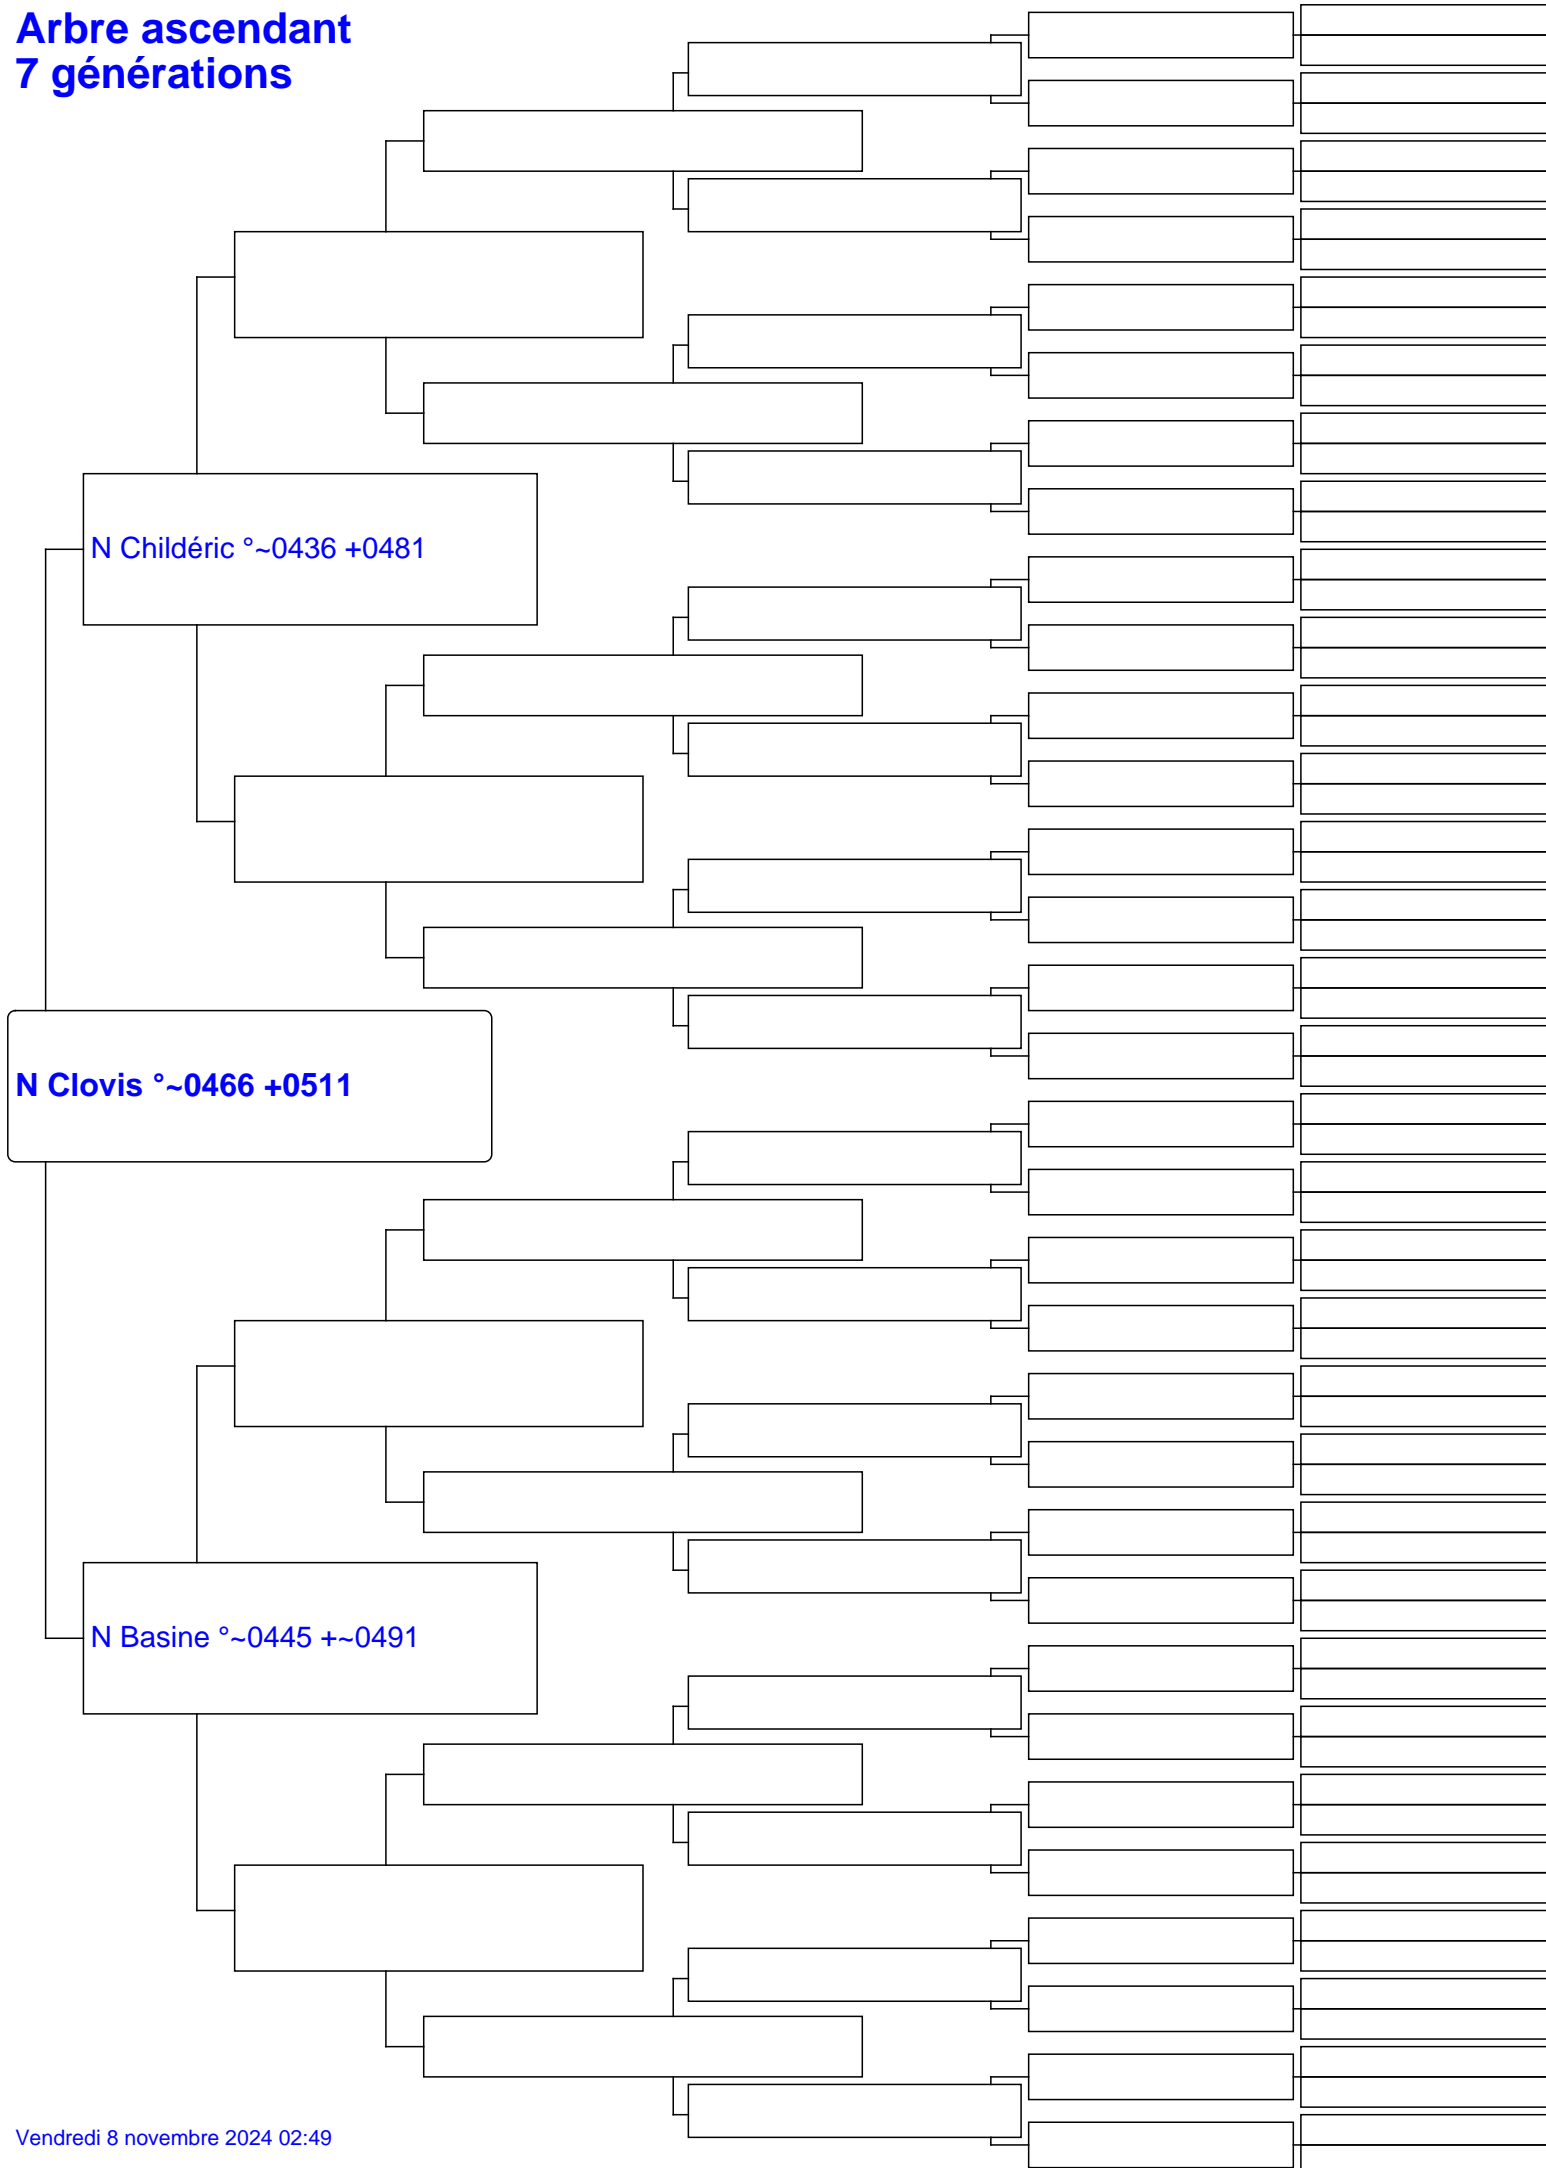 Arbre ascendant
7 générations
N Childéric °~0436 +0481
N Clovis °~0466 +0511
N Basine °~0445 +~0491
Vendredi 8 novembre 2024 02:49